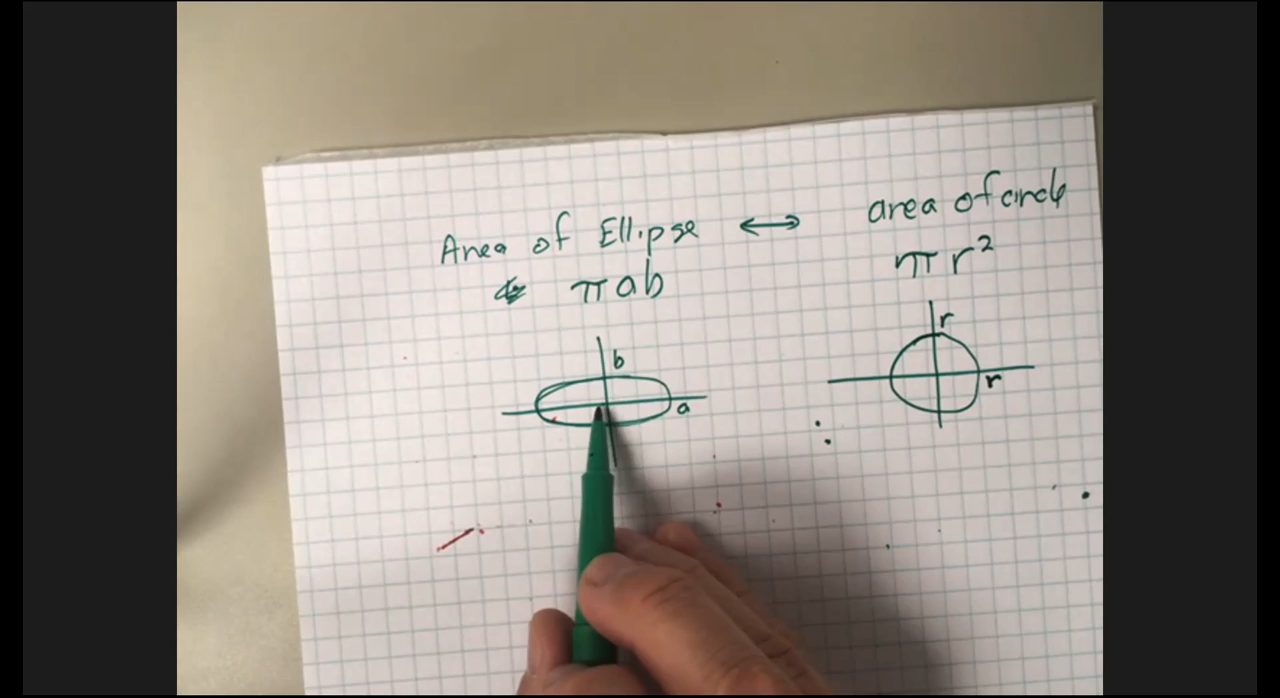 Area of Ellipse ↔ area of circle
πab
πr²
b
a
r
r